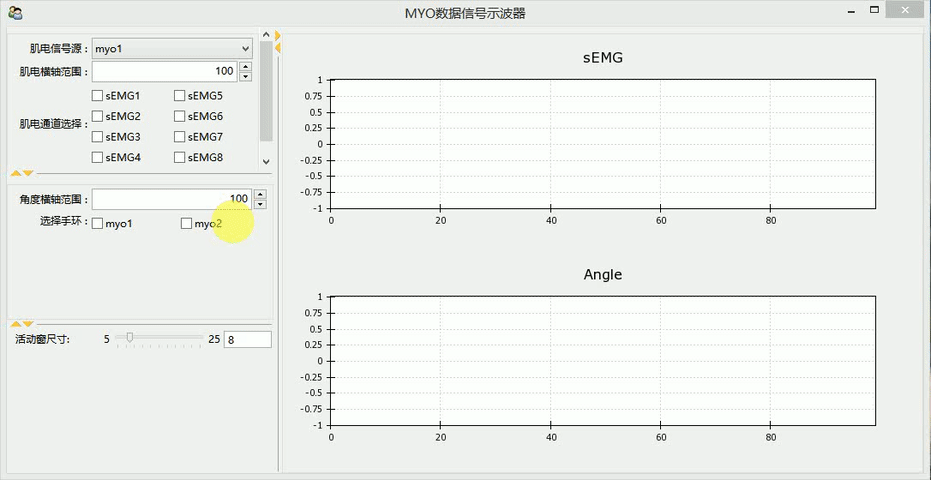 MYO数据信号示波器
肌电信号源： myo1
肌电横轴范围： 100
肌电通道选择：
sEMG1 sEMG5
sEMG2 sEMG6
sEMG3 sEMG7
sEMG4 sEMG8
角度横轴范围： 100
选择手环： myo1 myo2
活动窗尺寸: 5 25 8
sEMG
1
0.75
0.5
0.25
0
-0.25
-0.5
-0.75
-1
0 20 40 60 80
Angle
1
0.75
0.5
0.25
0
-0.25
-0.5
-0.75
-1
0 20 40 60 80